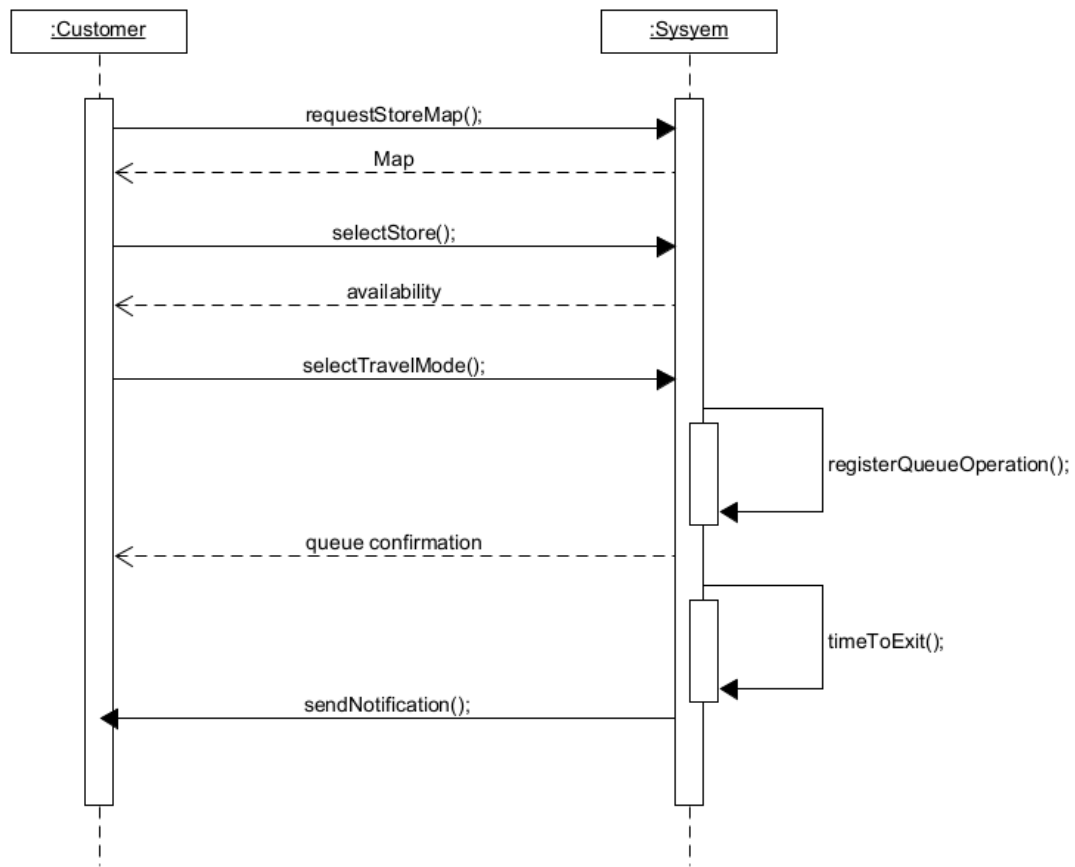 :Customer
:Sysyem
requestStoreMap();
Map
selectStore();
availability
selectTravelMode();
registerQueueOperation();
queue confirmation
timeToExit();
sendNotification();